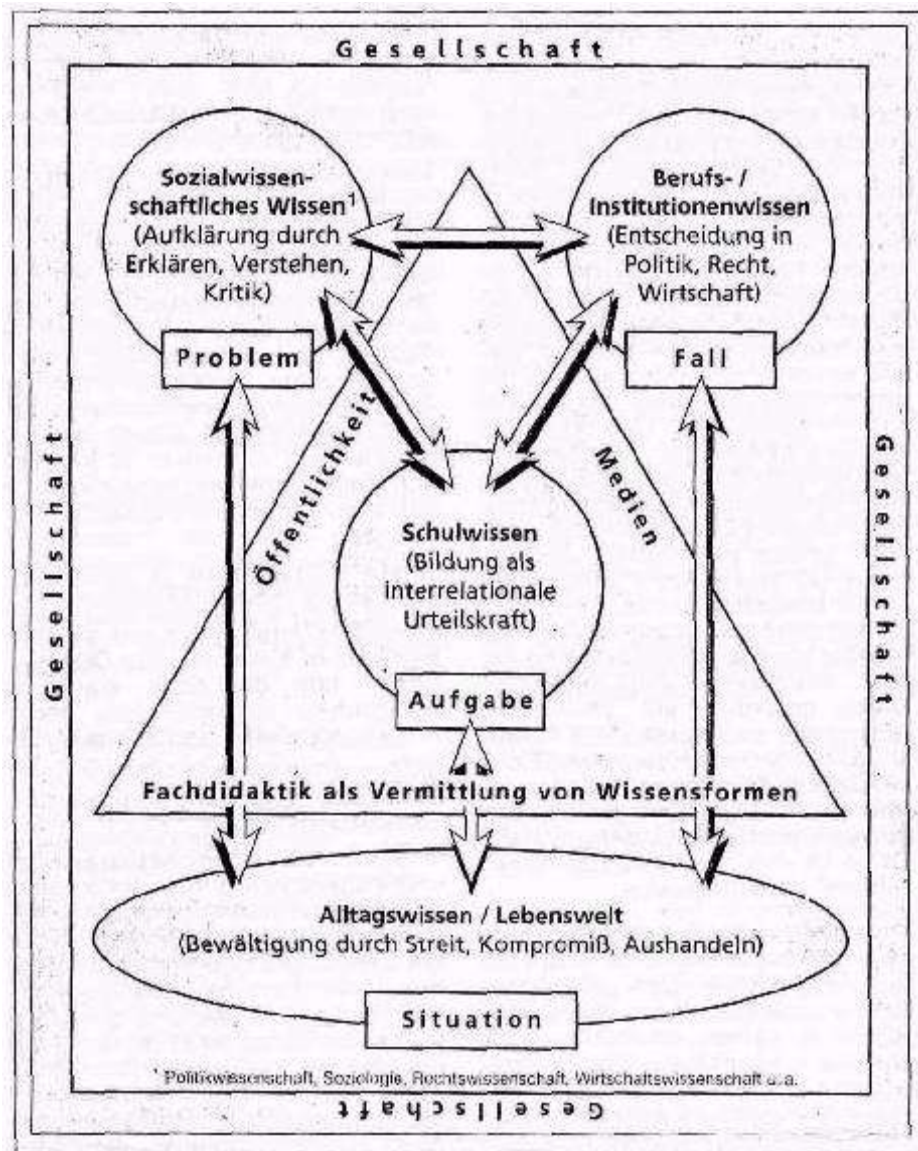 Gesellschaft
Sozialwissen-
schaftliches Wissen¹
(Aufklärung durch
Erklären, Verstehen,
Kritik)
Problem
Berufs- /
Institutionenwissen
(Entscheidung in
Politik, Recht,
Wirtschaft)
Fall
Gesellschaft
Öffentlichkeit
Medien
Gesellschaft
Schulwissen
(Bildung als
interrelationale
Urteilskraft)
Aufgabe
Fachdidaktik als Vermittlung von Wissensformen
Alltagswissen / Lebenswelt
(Bewältigung durch Streit, Kompromiß, Aushandeln)
Situation
¹ Politikwissenschaft, Soziologie, Rechtswissenschaft, Wirtschaftswissenschaft u. a.
Gesellschaft